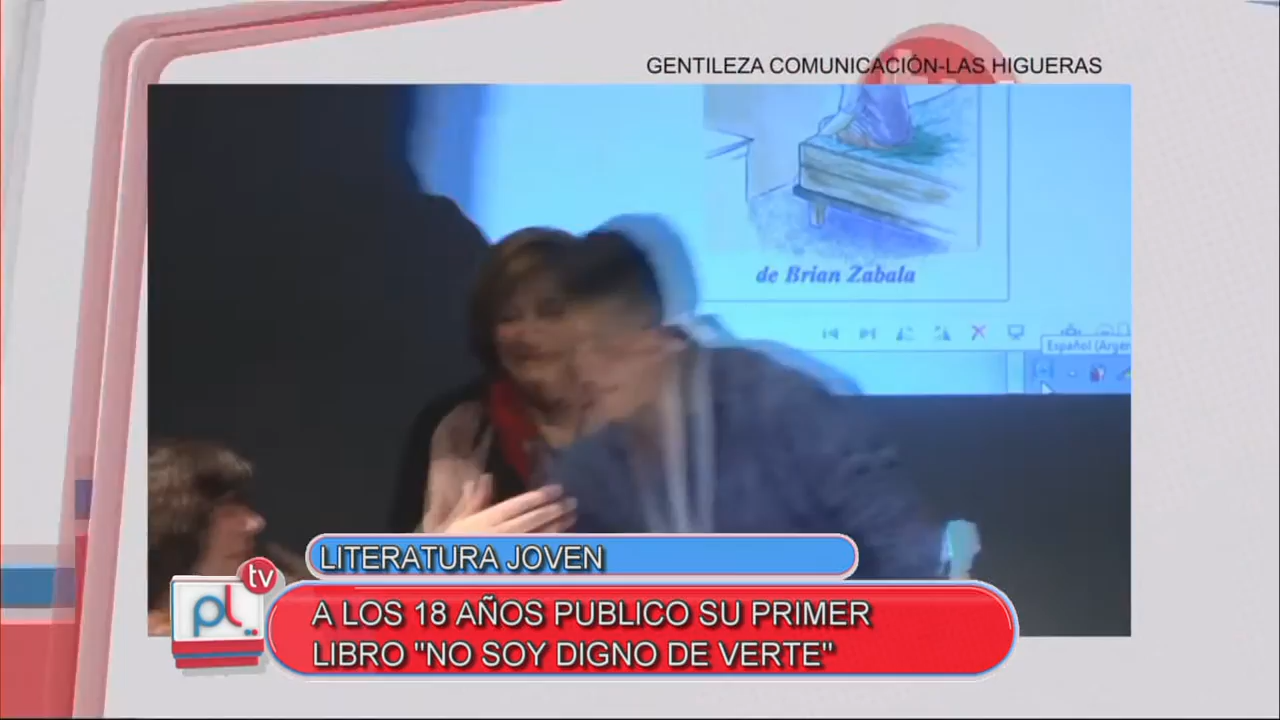 GENTILEZA COMUNICACIÓN-LAS HIGUERAS
de Brian Zabala
Español (Argen
LITERATURA JOVEN
tv
pl
A LOS 18 AÑOS PUBLICO SU PRIMER
LIBRO "NO SOY DIGNO DE VERTE"